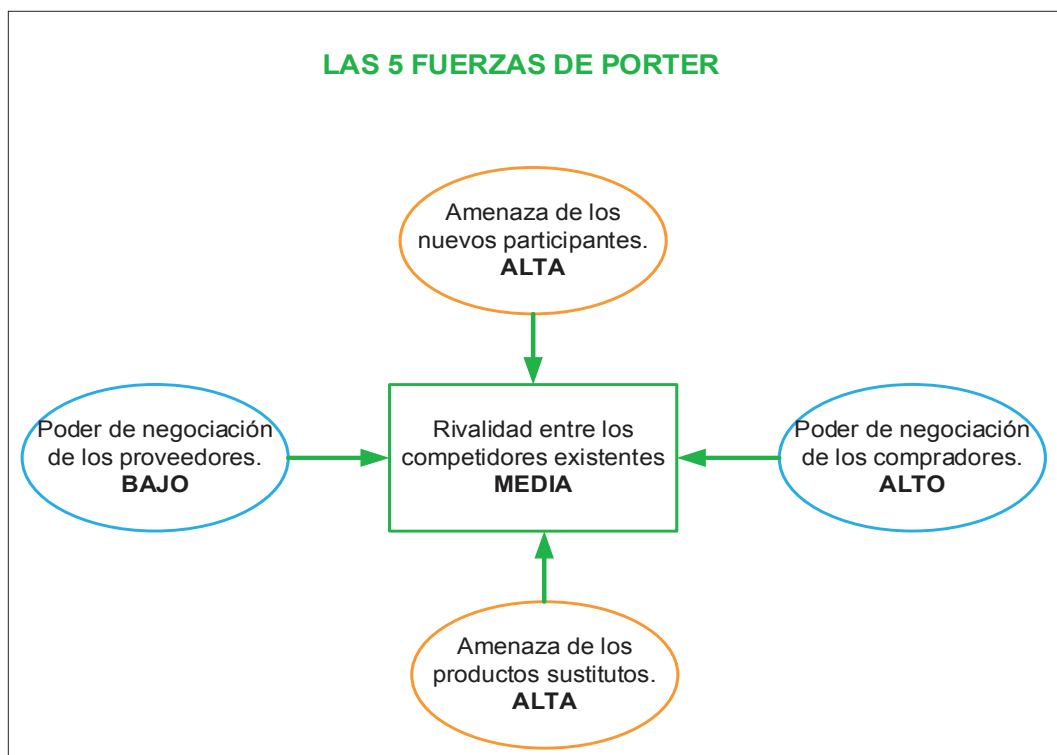 LAS 5 FUERZAS DE PORTER
Amenaza de los
nuevos participantes.
ALTA
Poder de negociación
de los proveedores.
BAJO
Rivalidad entre los
competidores existentes
MEDIA
Poder de negociación
de los compradores.
ALTO
Amenaza de los
productos sustitutos.
ALTA